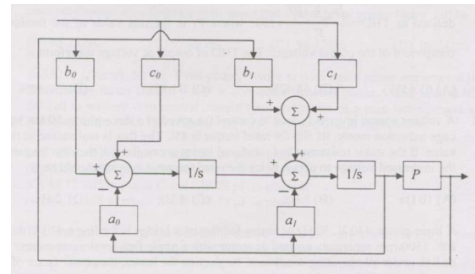 b₀ c₀ b₁ c₁
+ + Σ
+ + +
+ Σ 1/s + Σ 1/s P
− −
a₀ a₁